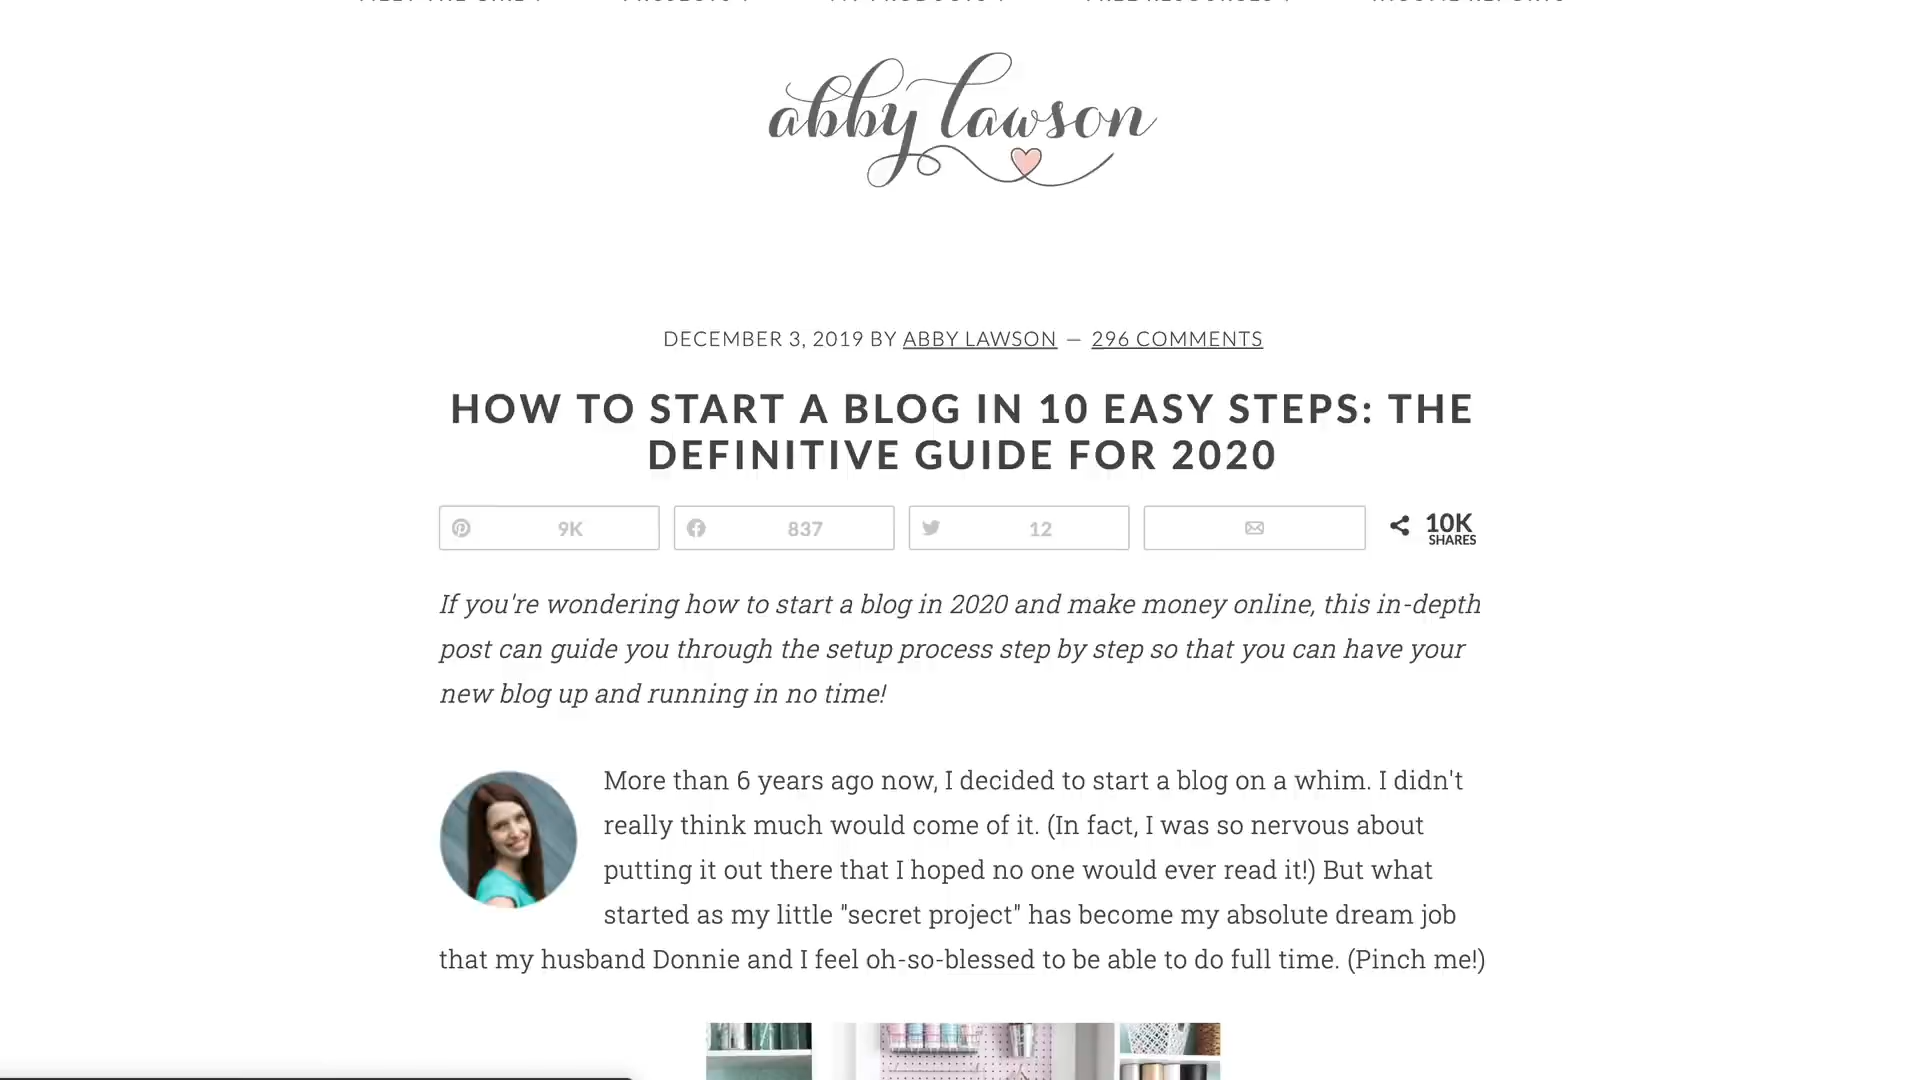 abby lawson
DECEMBER 3, 2019 BY ABBY LAWSON — 296 COMMENTS
HOW TO START A BLOG IN 10 EASY STEPS: THE
DEFINITIVE GUIDE FOR 2020
9K 837 12 10K
SHARES
If you're wondering how to start a blog in 2020 and make money online, this in-depth
post can guide you through the setup process step by step so that you can have your
new blog up and running in no time!
More than 6 years ago now, I decided to start a blog on a whim. I didn't
really think much would come of it. (In fact, I was so nervous about
putting it out there that I hoped no one would ever read it!) But what
started as my little "secret project" has become my absolute dream job
that my husband Donnie and I feel oh-so-blessed to be able to do full time. (Pinch me!)